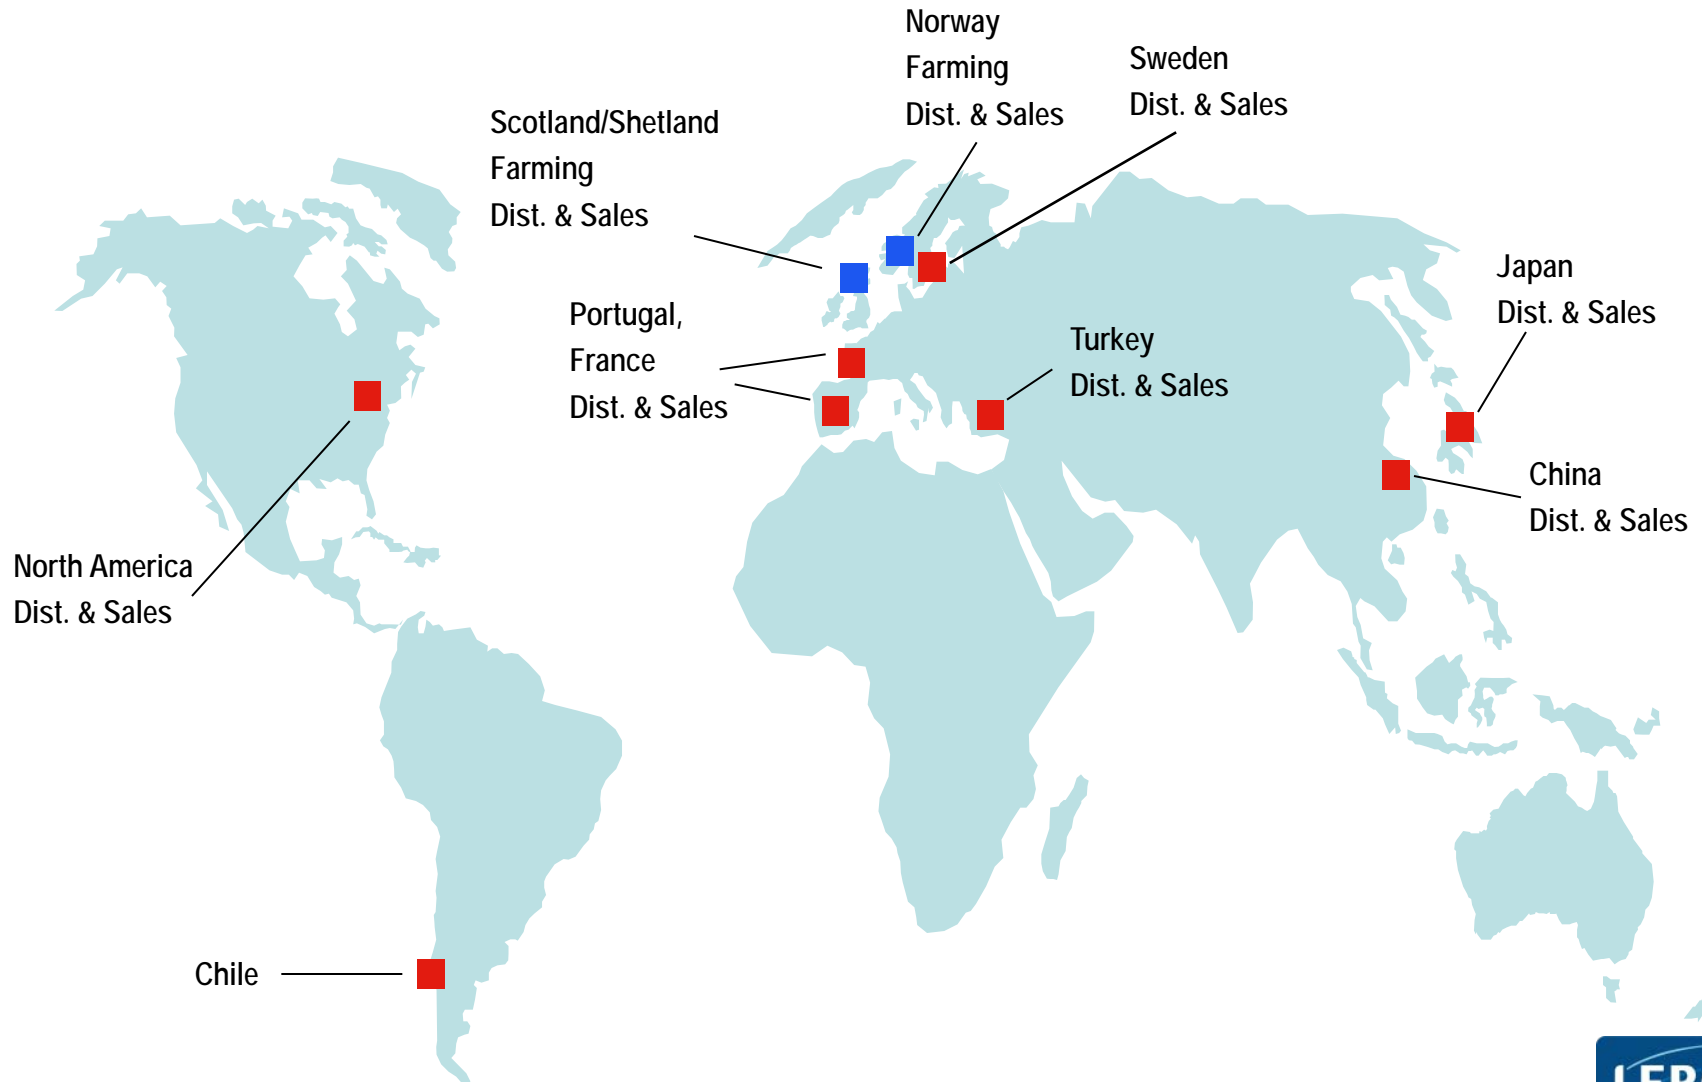 Norway
Farming
Dist. & Sales
Sweden
Dist. & Sales
Scotland/Shetland
Farming
Dist. & Sales
Japan
Dist. & Sales
Portugal,
France
Dist. & Sales
Turkey
Dist. & Sales
China
Dist. & Sales
North America
Dist. & Sales
Chile